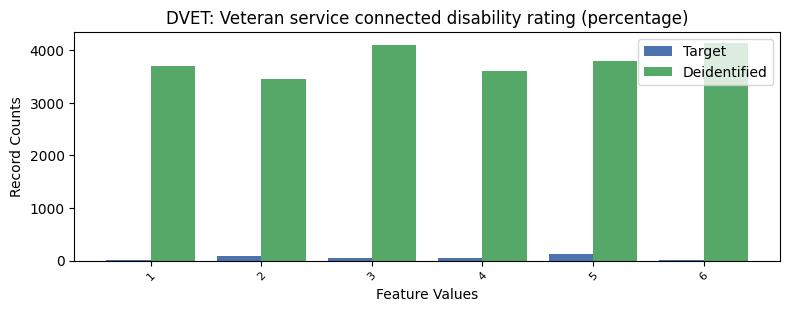 DVET: Veteran service connected disability rating (percentage)
Target
Deidentified
4000
3000
2000
1000
0
Record Counts
1 2 3 4 5 6
Feature Values